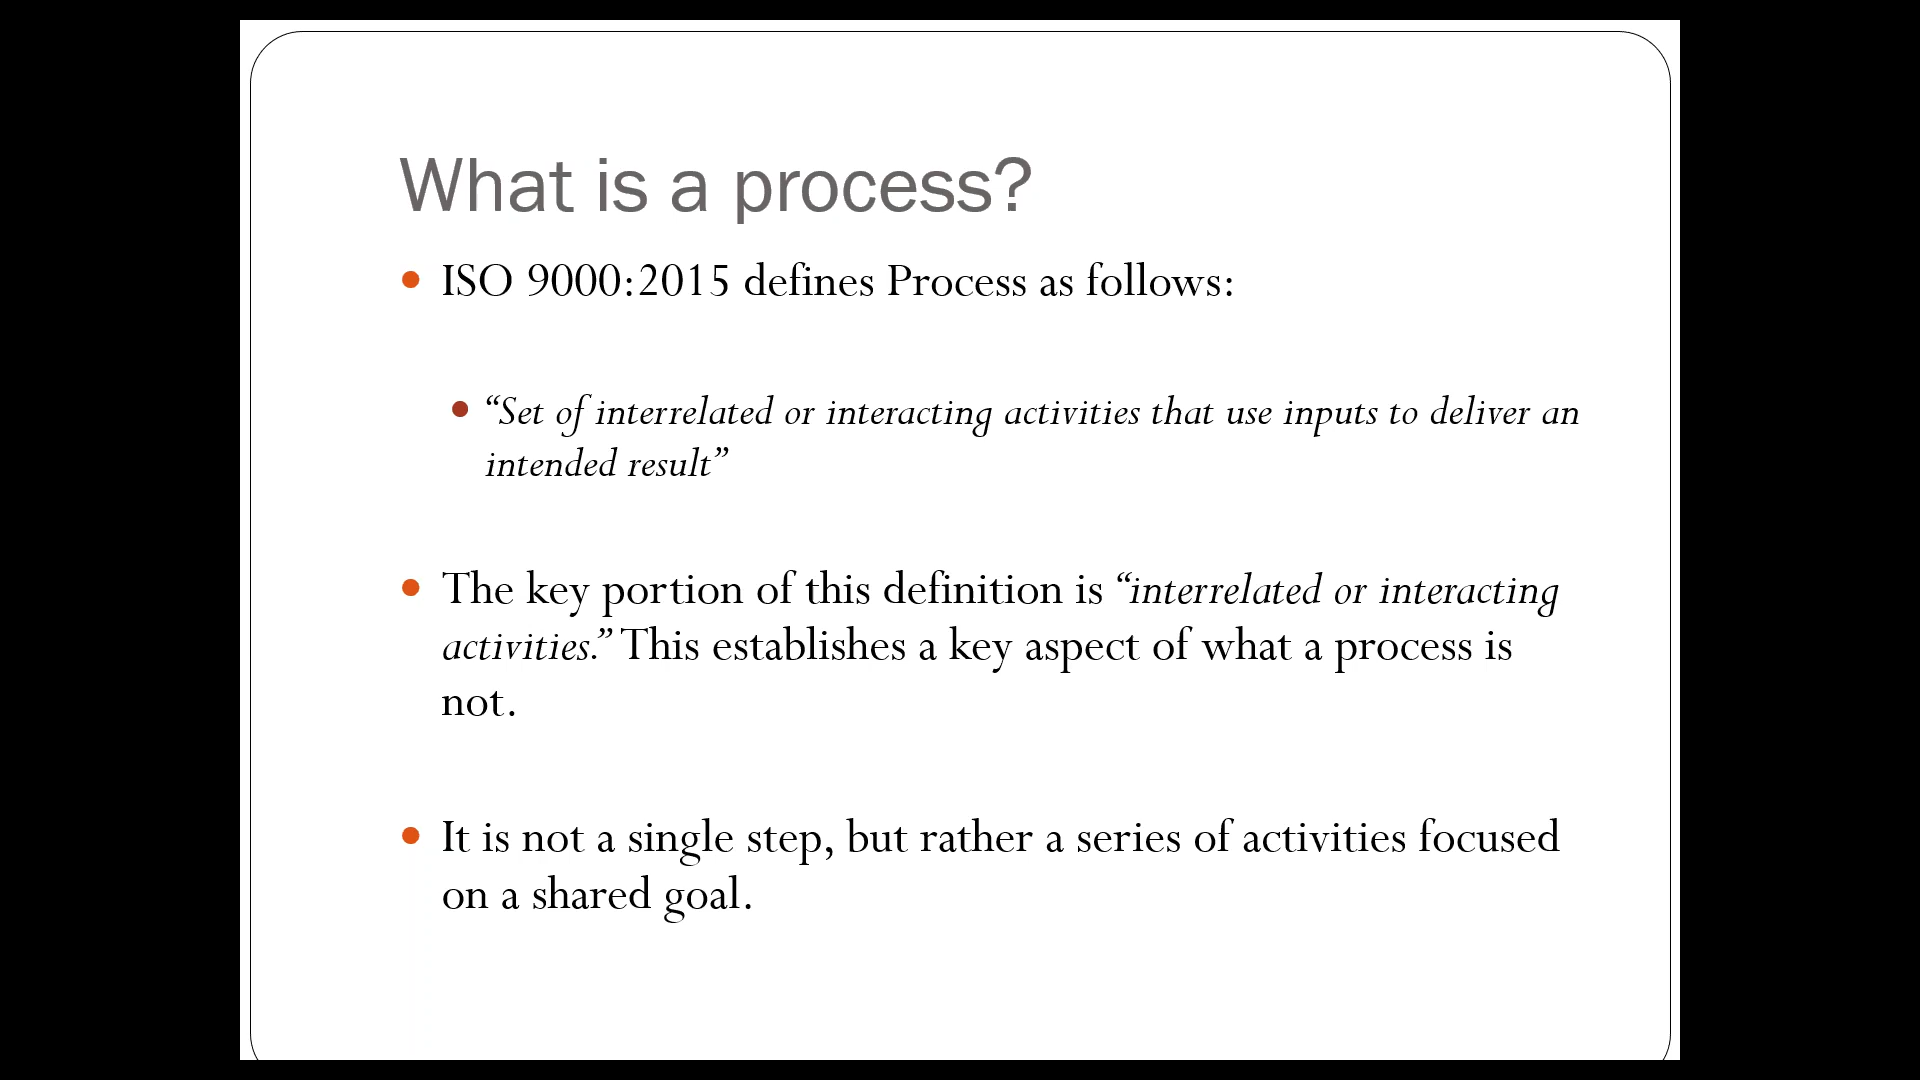 What is a process?
ISO 9000:2015 defines Process as follows:
“Set of interrelated or interacting activities that use inputs to deliver an
intended result”
The key portion of this definition is “interrelated or interacting
activities.” This establishes a key aspect of what a process is
not.
It is not a single step, but rather a series of activities focused
on a shared goal.